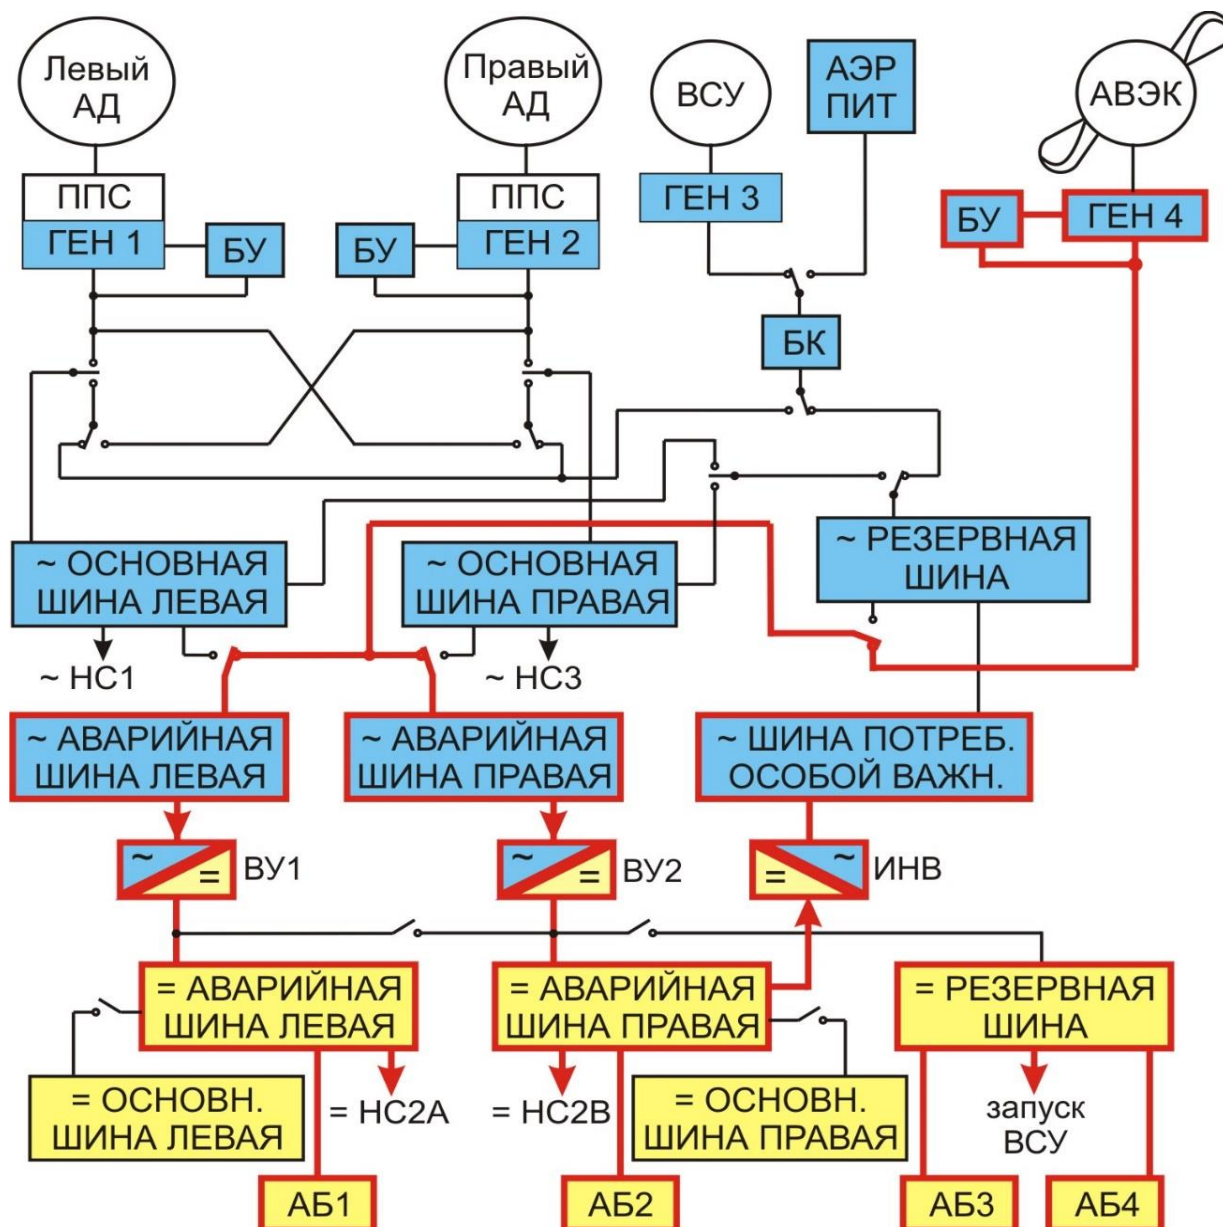 Левый
АД
Правый
АД
ВСУ
АЭР
ПИТ
АВЭК
ППС
ГЕН 1
БУ
БУ
ППС
ГЕН 2
ГЕН 3
БУ
ГЕН 4
БК
~ ОСНОВНАЯ
ШИНА ЛЕВАЯ
~ ОСНОВНАЯ
ШИНА ПРАВАЯ
~ РЕЗЕРВНАЯ
ШИНА
~ НС1
~ НС3
~ АВАРИЙНАЯ
ШИНА ЛЕВАЯ
~ АВАРИЙНАЯ
ШИНА ПРАВАЯ
~ ШИНА ПОТРЕБ.
ОСОБОЙ ВАЖН.
~
=
ВУ1
~
=
ВУ2
~
=
ИНВ
= АВАРИЙНАЯ
ШИНА ЛЕВАЯ
= АВАРИЙНАЯ
ШИНА ПРАВАЯ
= РЕЗЕРВНАЯ
ШИНА
= ОСНОВН.
ШИНА ЛЕВАЯ
= НС2А
= НС2В
= ОСНОВН.
ШИНА ПРАВАЯ
запуск
ВСУ
АБ1
АБ2
АБ3
АБ4